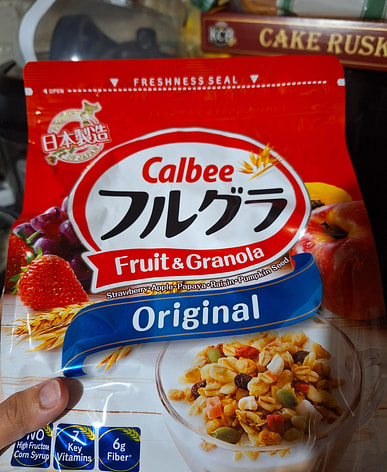 KCB
CAKE RUSK
OPEN
FRESHNESS SEAL
日本製造
Calbee
フルグラ
Fruit & Granola
Strawberry・Apple・Papaya・Raisin・Pumpkin Seed
Original
NO
High Fructose
Corn Syrup
7
Key
Vitamins
6g
Fiber*